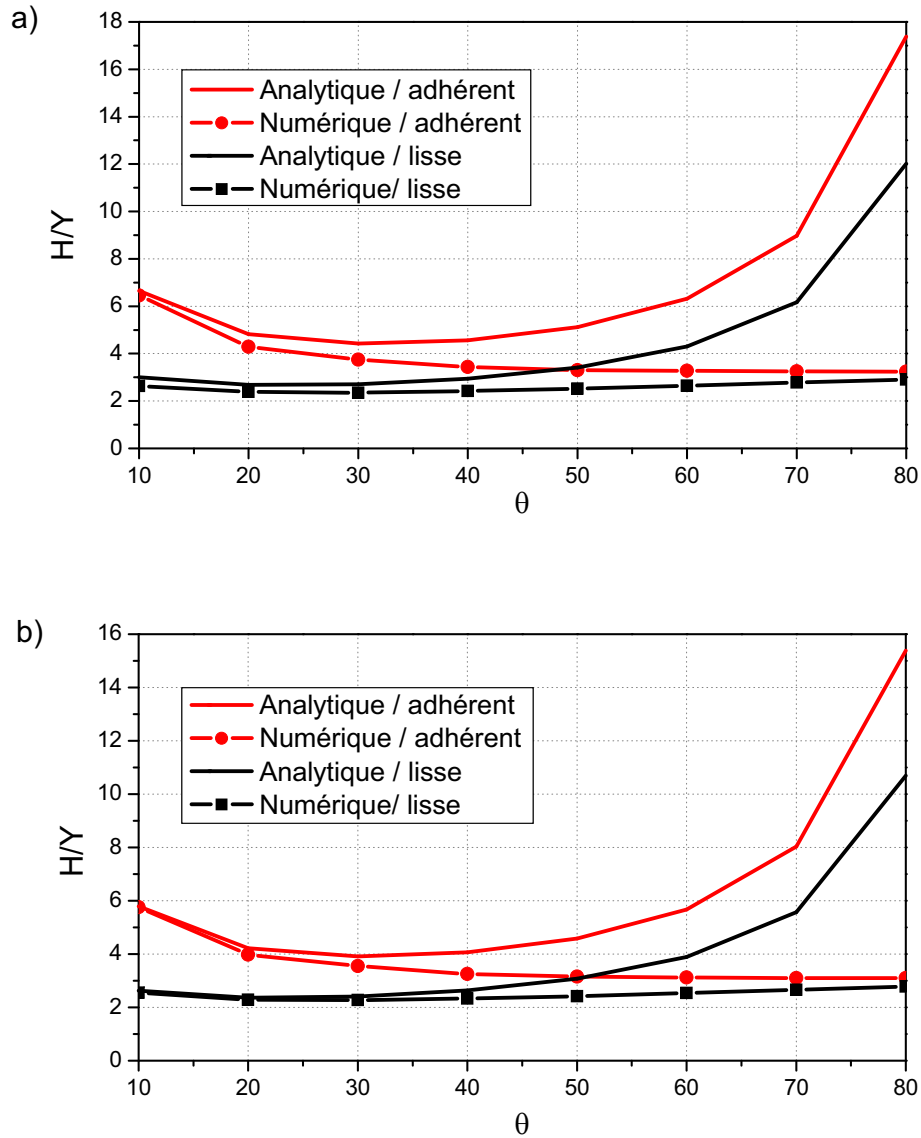 a)
18
16
14
12
10
8
6
4
2
0
H/Y
Analytique / adhérent
Numérique / adhérent
Analytique / lisse
Numérique/ lisse
10 20 30 40 50 60 70 80
θ
b)
16
14
12
10
8
6
4
2
0
H/Y
Analytique / adhérent
Numérique / adhérent
Analytique / lisse
Numérique/ lisse
10 20 30 40 50 60 70 80
θ